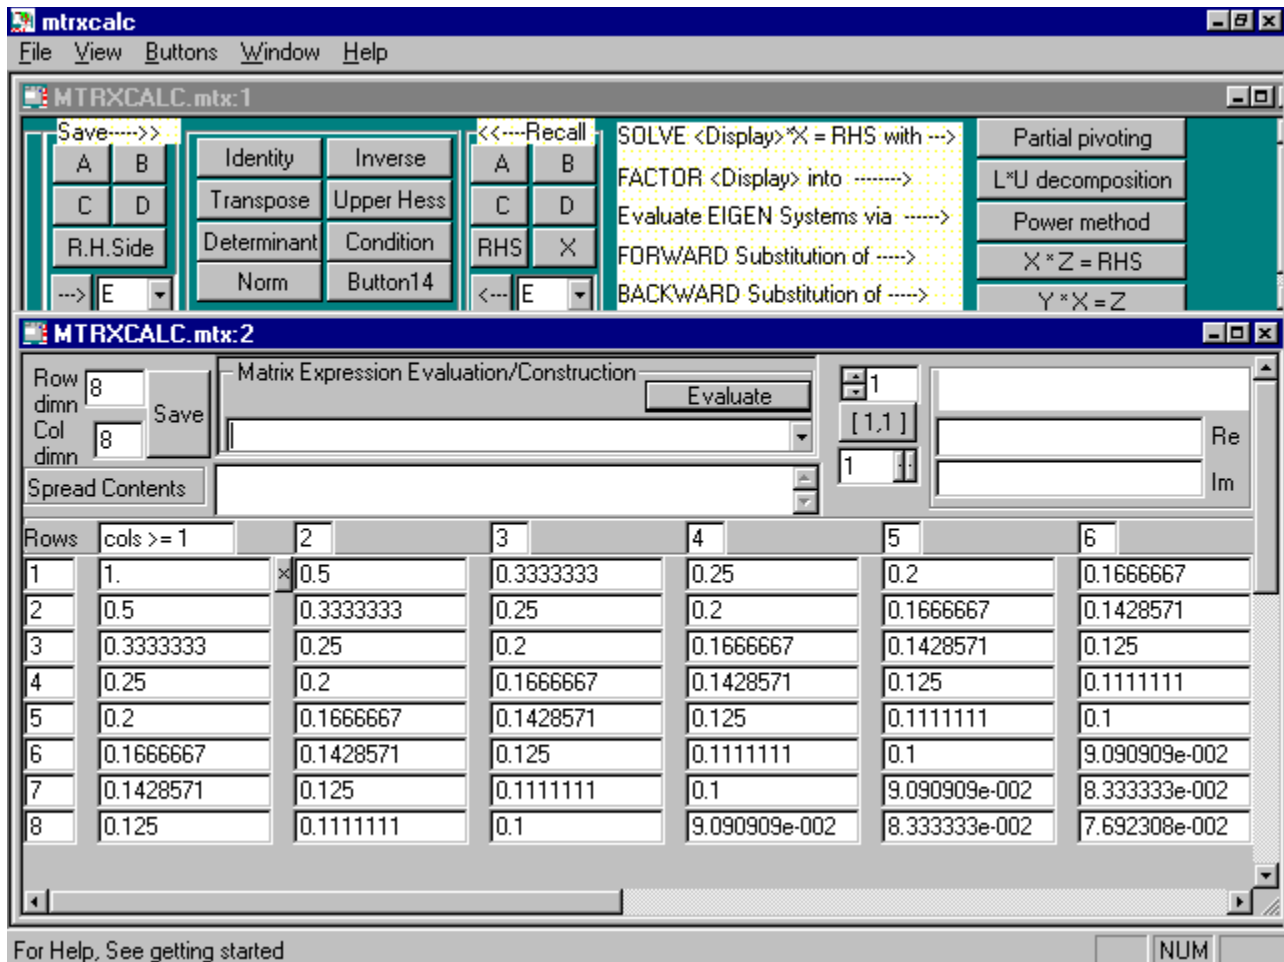 mtrxcalc
File View Buttons Window Help
MTRXCALC.mtx:1
Save---->> <<----Recall SOLVE <Display>*X = RHS with ---> Partial pivoting
A B Identity Inverse A B FACTOR <Display> into -------> L*U decomposition
C D Transpose Upper Hess C D Evaluate EIGEN Systems via -----> Power method
R.H.Side Determinant Condition RHS X FORWARD Substitution of ----> X * Z = RHS
---> E Norm Button14 <--- E BACKWARD Substitution of ----> Y * X = Z
MTRXCALC.mtx:2
Row dimn 8 Save Matrix Expression Evaluation/Construction Evaluate 1
Col dimn 8 [ 1,1 ] Re
Spread Contents 1 Im
Rows cols >= 1 2 3 4 5 6
1 1. x 0.5 0.3333333 0.25 0.2 0.1666667
2 0.5 0.3333333 0.25 0.2 0.1666667 0.1428571
3 0.3333333 0.25 0.2 0.1666667 0.1428571 0.125
4 0.25 0.2 0.1666667 0.1428571 0.125 0.1111111
5 0.2 0.1666667 0.1428571 0.125 0.1111111 0.1
6 0.1666667 0.1428571 0.125 0.1111111 0.1 9.090909e-002
7 0.1428571 0.125 0.1111111 0.1 9.090909e-002 8.333333e-002
8 0.125 0.1111111 0.1 9.090909e-002 8.333333e-002 7.692308e-002
For Help, See getting started NUM